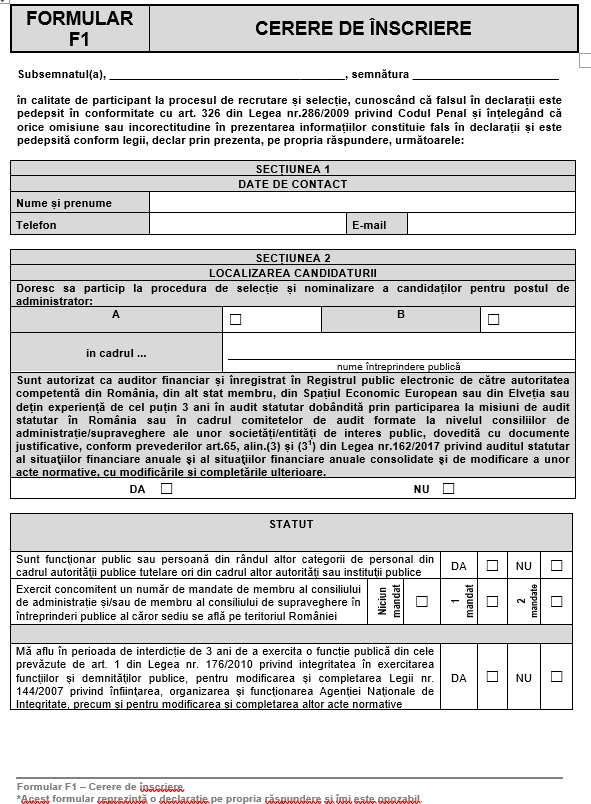 FORMULAR
F1
CERERE DE ÎNSCRIERE
Subsemnatul(a), ______________________________________, semnătura ________________________
în calitate de participant la procesul de recrutare și selecție, cunoscând că falsul în declarații este
pedepsit în conformitate cu art. 326 din Legea nr.286/2009 privind Codul Penal și înțelegând că
orice omisiune sau incorectitudine în prezentarea informațiilor constituie fals în declarații și este
pedepsită conform legii, declar prin prezenta, pe propria răspundere, următoarele:
SECȚIUNEA 1
DATE DE CONTACT
Nume și prenume
Telefon
E-mail
SECȚIUNEA 2
LOCALIZAREA CANDIDATURII
Doresc sa particip la procedura de selecție și nominalizare a candidaților pentru postul de
administrator:
A ☐ B ☐
in cadrul ...
nume întreprindere publică
Sunt autorizat ca auditor financiar și înregistrat în Registrul public electronic de către autoritatea
competentă din România, din alt stat membru, din Spațiul Economic European sau din Elveția sau
dețin experiență de cel puțin 3 ani în audit statutar dobândită prin participarea la misiuni de audit
statutar în România sau în cadrul comitetelor de audit formate la nivelul consiliilor de
administrație/supraveghere ale unor societăți/entități de interes public, dovedită cu documente
justificative, conform prevederilor art.65, alin.(3) și (3¹) din Legea nr.162/2017 privind auditul statutar
al situațiilor financiare anuale și al situațiilor financiare anuale consolidate și de modificare a unor
acte normative, cu modificările si completările ulterioare.
DA ☐ NU ☐
STATUT
Sunt funcționar public sau persoană din rândul altor categorii de personal din
cadrul autorității publice tutelare ori din cadrul altor autorități sau instituții publice
DA ☐ NU ☐
Exercit concomitent un număr de mandate de membru al consiliului
de administrație și/sau de membru al consiliului de supraveghere în
întreprinderi publice al căror sediu se află pe teritoriul României
Niciun
mandat
☐
1
mandat
☐
2
mandate
☐
Mă aflu în perioada de interdicție de 3 ani de a exercita o funcție publică din cele
prevăzute de art. 1 din Legea nr. 176/2010 privind integritatea în exercitarea
funcțiilor și demnităților publice, pentru modificarea și completarea Legii nr.
144/2007 privind înființarea, organizarea și funcționarea Agenției Naționale de
Integritate, precum și pentru modificarea și completarea altor acte normative
DA ☐ NU ☐
Formular F1 – Cerere de înscriere
*Acest formular reprezintă o declarație pe propria răspundere și îmi este opozabil.